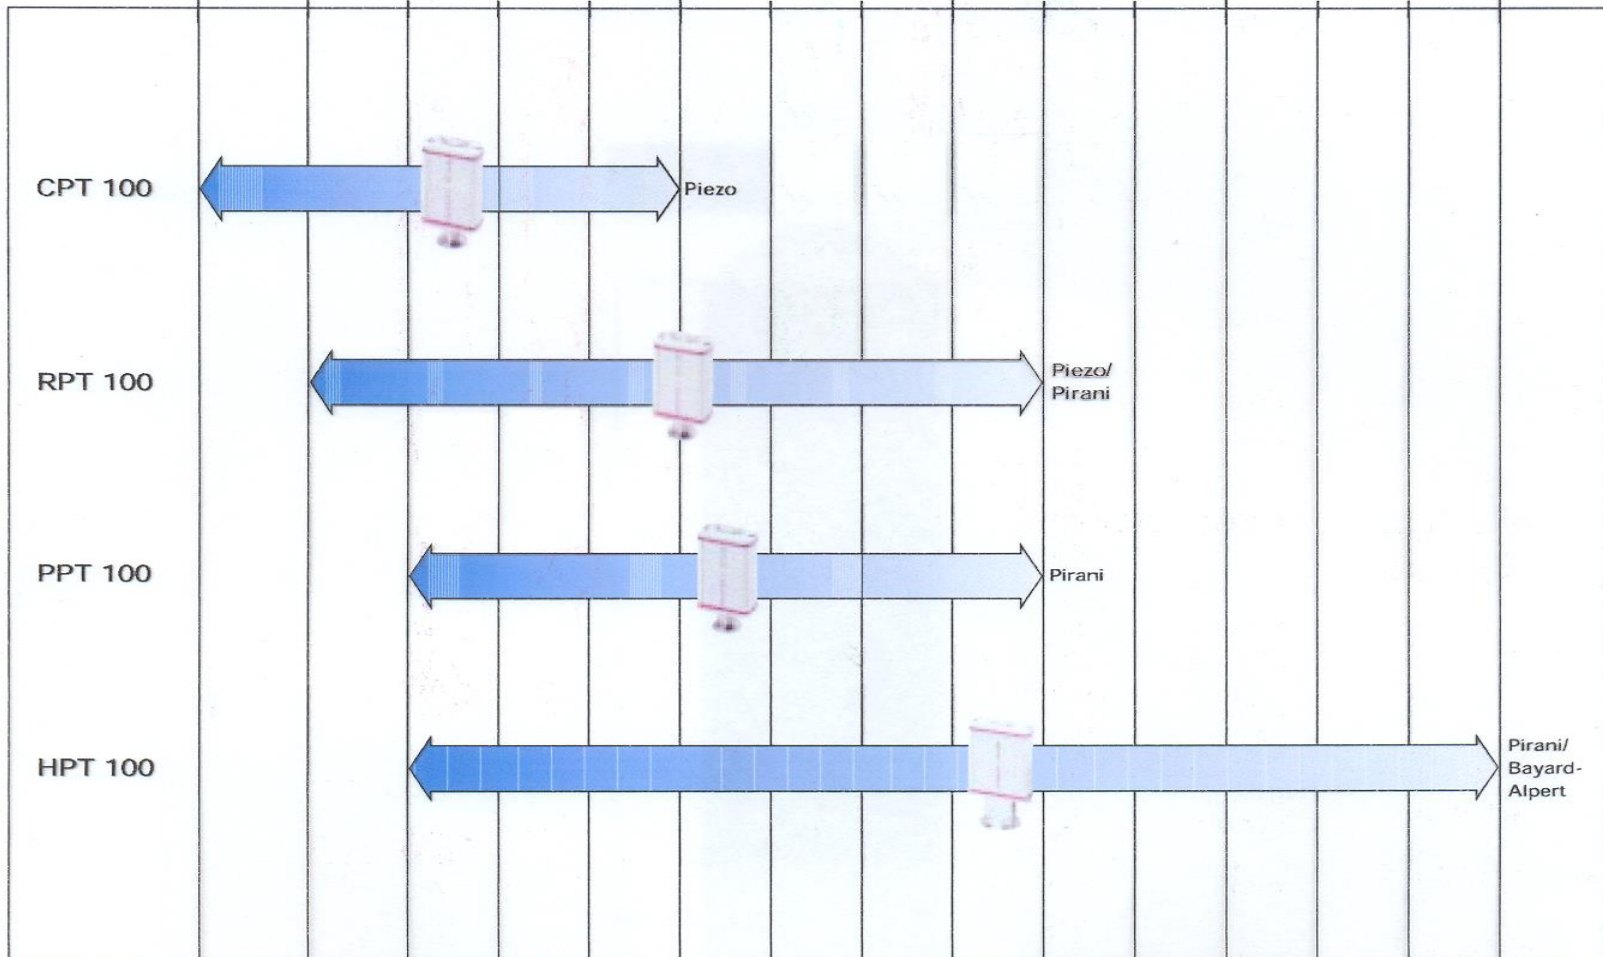 CPT 100
Piezo
RPT 100
Piezo/
Pirani
PPT 100
Pirani
HPT 100
Pirani/
Bayard-
Alpert